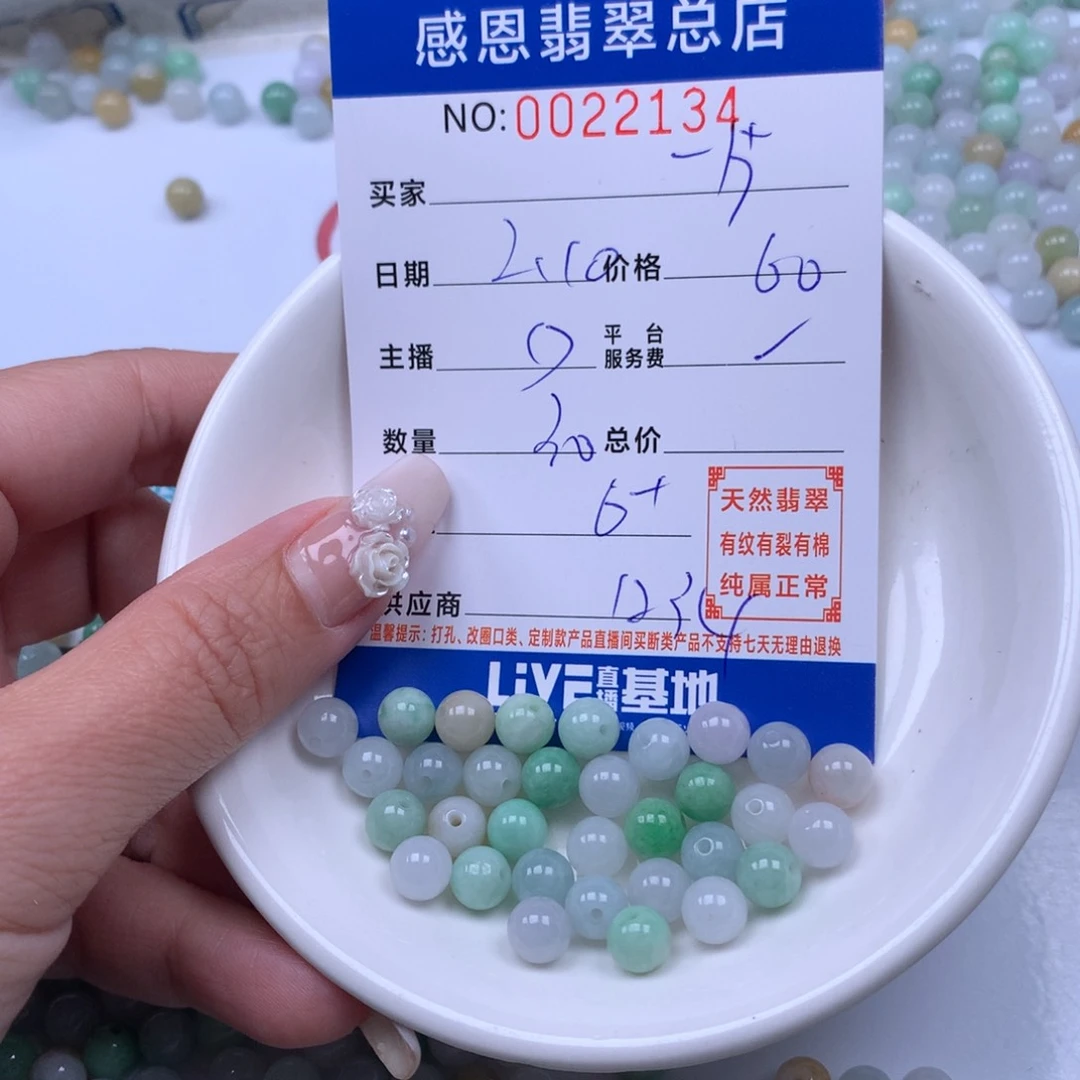 感恩翡翠总店
NO:0022134
买家
日期 2.10 价格 60
主播 平台服务费
数量 30 总价
6+
供应商 1234
天然翡翠
有纹有裂有棉
纯属正常
温馨提示：打孔、改圈口类、定制款产品直播间买断类产品不支持七天无理由退换
LiVE直播基地